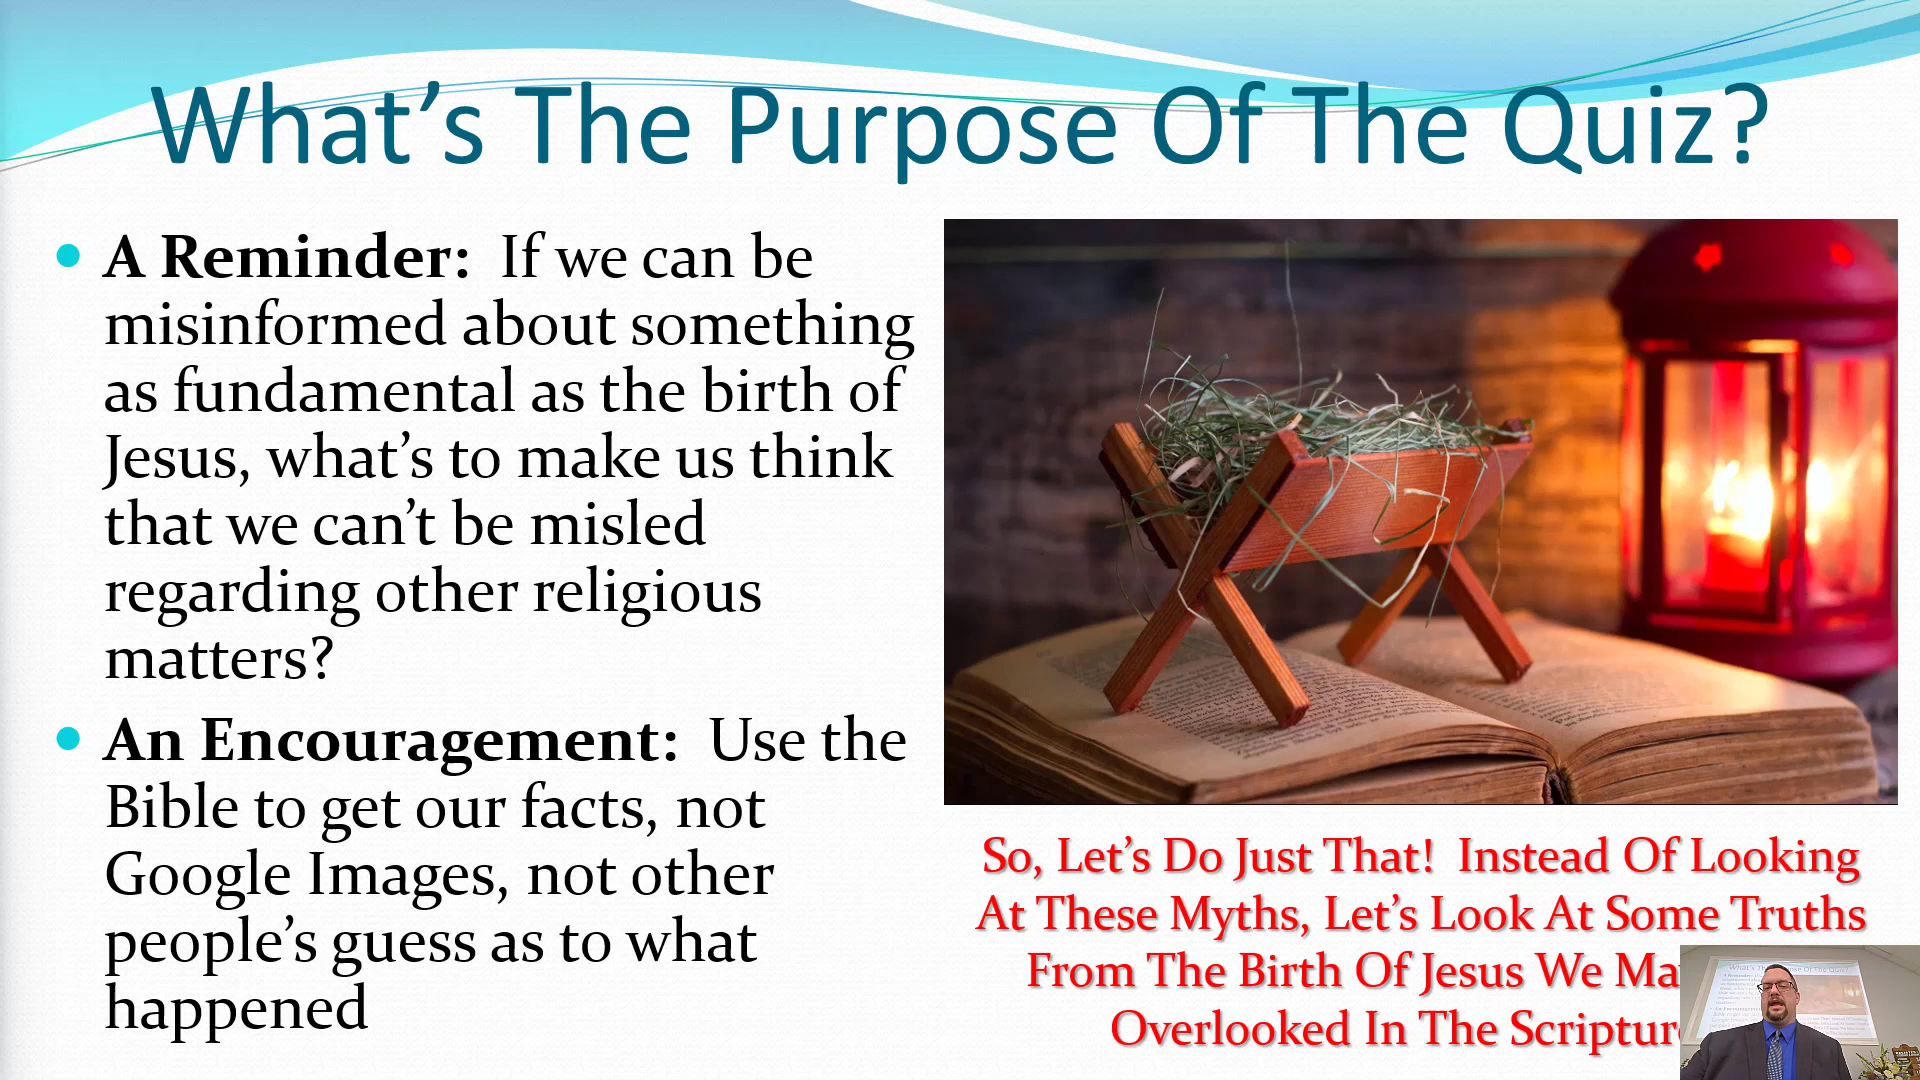 What’s The Purpose Of The Quiz?
A Reminder:  If we can be
misinformed about something
as fundamental as the birth of
Jesus, what’s to make us think
that we can’t be misled
regarding other religious
matters?
An Encouragement:  Use the
Bible to get our facts, not
Google Images, not other
people’s guess as to what
happened
So, Let’s Do Just That!  Instead Of Looking
At These Myths, Let’s Look At Some Truths
From The Birth Of Jesus We
Overlooked In The